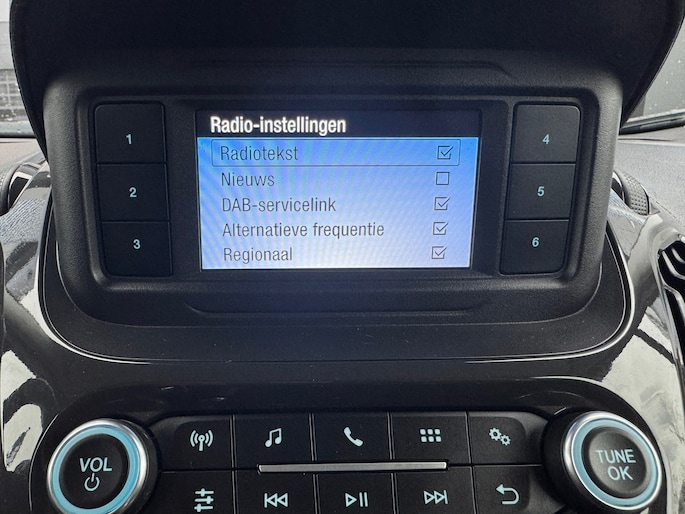 Radio-instellingen
Radiotekst
Nieuws
DAB-servicelink
Alternatieve frequentie
Regionaal
1
2
3
4
5
6
VOL
TUNE
OK